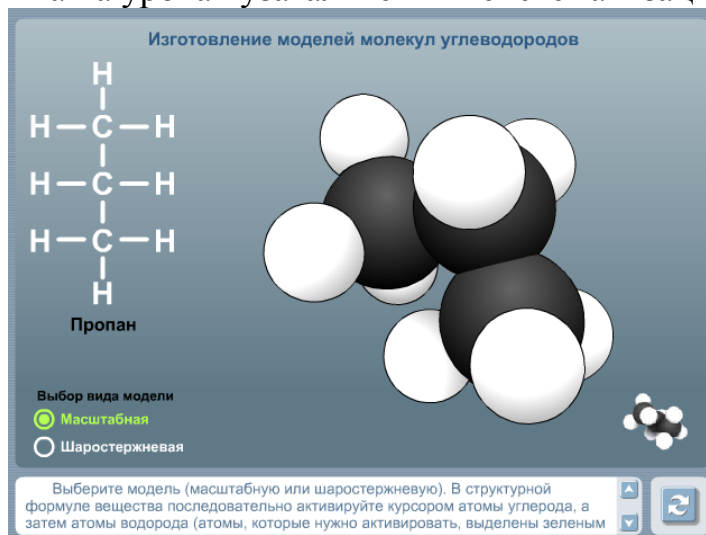 Изготовление моделей молекул углеводородов
H
H–C–H
H–C–H
H–C–H
H
Пропан
Выбор вида модели
Масштабная
Шаростержневая
Выберите модель (масштабную или шаростержневую). В структурной
формуле вещества последовательно активируйте курсором атомы углерода, а
затем атомы водорода (атомы, которые нужно активировать, выделены зеленым